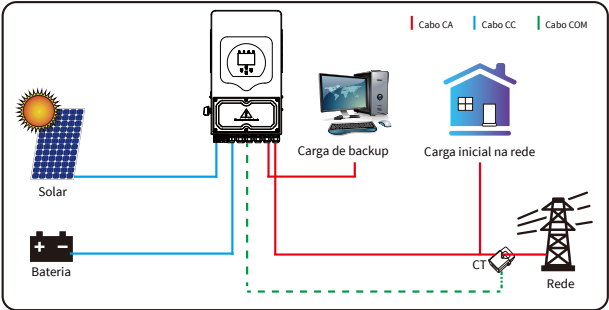 Cabo CA
Cabo CC
Cabo COM
Carga de backup
Carga inicial na rede
Solar
Bateria
CT
Rede